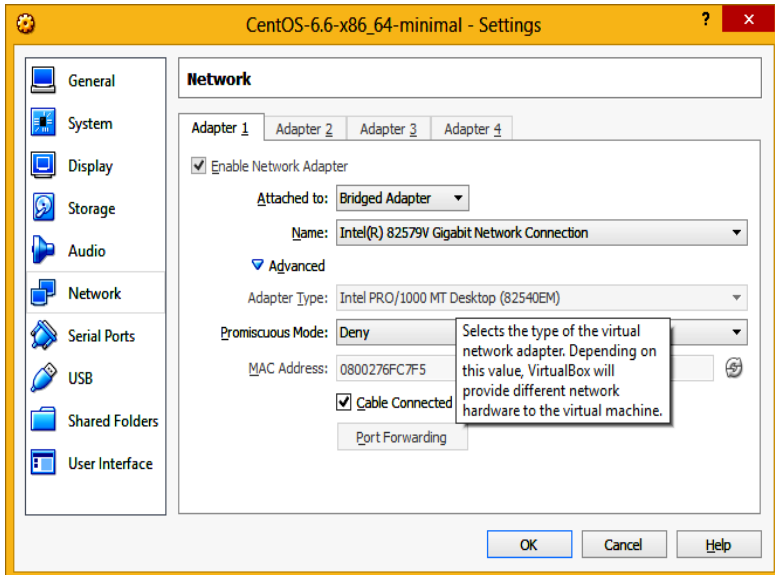 CentOS-6.6-x86_64-minimal - Settings
?
×
General
System
Display
Storage
Audio
Network
Serial Ports
USB
Shared Folders
User Interface
Network
Adapter 1
Adapter 2
Adapter 3
Adapter 4
Enable Network Adapter
Attached to: Bridged Adapter
Name: Intel(R) 82579V Gigabit Network Connection
Advanced
Adapter Type: Intel PRO/1000 MT Desktop (82540EM)
Promiscuous Mode: Deny
MAC Address: 0800276FC7F5
Cable Connected
Port Forwarding
Selects the type of the virtual
network adapter. Depending on
this value, VirtualBox will
provide different network
hardware to the virtual machine.
OK
Cancel
Help